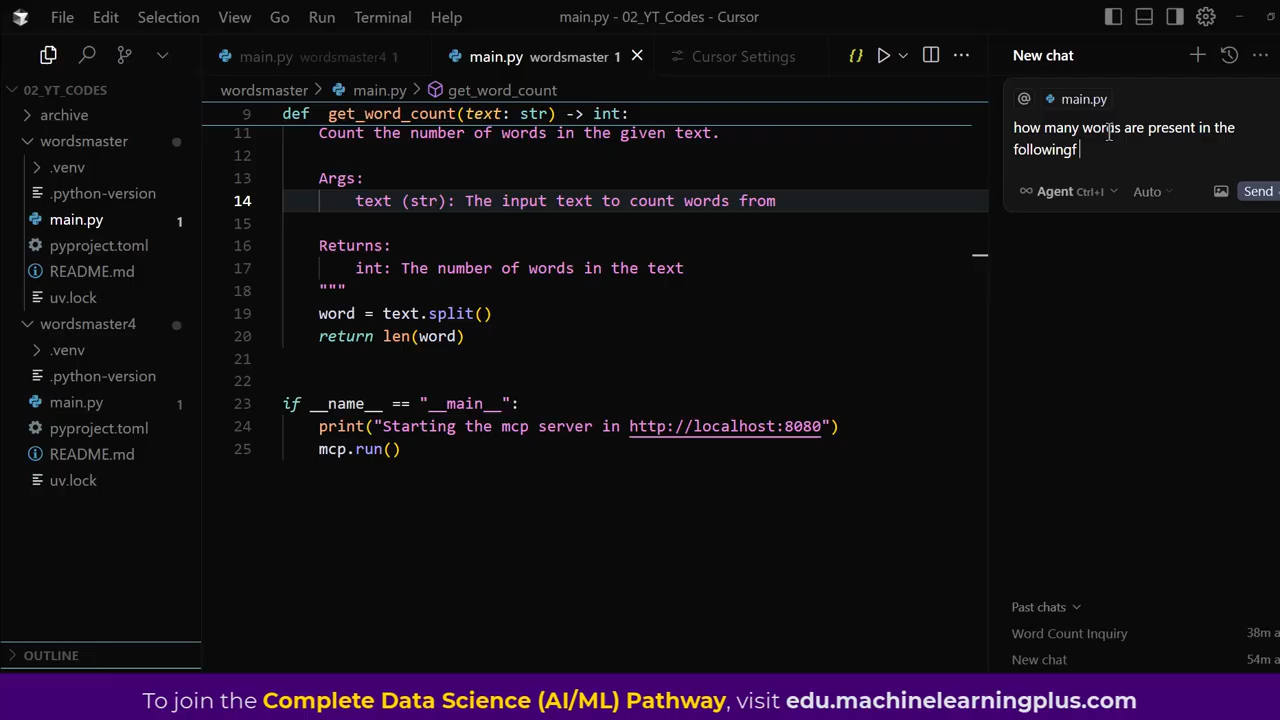 File Edit Selection View Go Run Terminal Help
main.py - 02_YT_Codes - Cursor
main.py wordsmaster4 1
main.py wordsmaster 1
Cursor Settings
wordsmaster > main.py > get_word_count
02_YT_CODES
archive
wordsmaster
.venv
.python-version
main.py 1
pyproject.toml
README.md
uv.lock
wordsmaster4
.venv
.python-version
main.py 1
pyproject.toml
README.md
uv.lock
OUTLINE
9 def get_word_count(text: str) -> int:
11 Count the number of words in the given text.
12
13 Args:
14 text (str): The input text to count words from
15
16 Returns:
17 int: The number of words in the text
18 """
19 word = text.split()
20 return len(word)
21
22
23 if __name__ == "__main__":
24 print("Starting the mcp server in http://localhost:8080")
25 mcp.run()
New chat
@ main.py
how many words are present in the
followingf
Agent Ctrl+I Auto Send
Past chats
Word Count Inquiry 38m a
New chat 54m a
To join the Complete Data Science (AI/ML) Pathway, visit edu.machinelearningplus.com